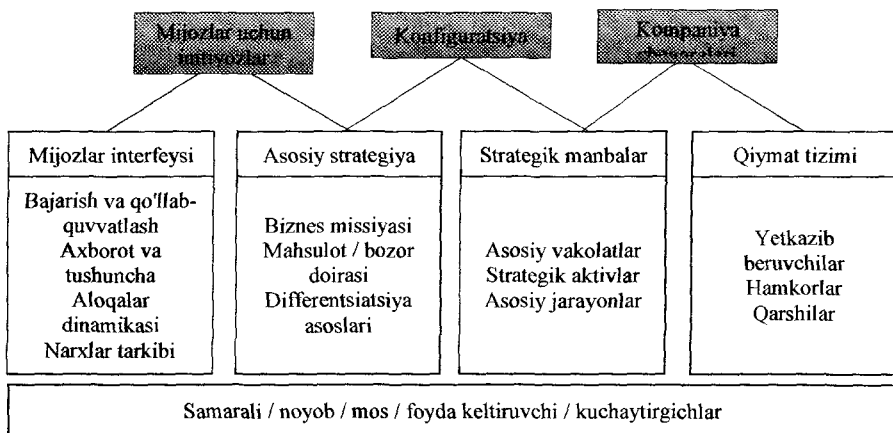 Mijozlar uchun
imtiyozlar
Konfiguratsiya
Kompaniya
chegaralari
Mijozlar interfeysi
Bajarish va qo'llab-
quvvatlash
Axborot va
tushuncha
Aloqalar
dinamikasi
Narxlar tarkibi
Asosiy strategiya
Biznes missiyasi
Mahsulot / bozor
doirasi
Differentsiatsiya
asoslari
Strategik manbalar
Asosiy vakolatlar
Strategik aktivlar
Asosiy jarayonlar
Qiymat tizimi
Yetkazib
beruvchilar
Hamkorlar
Qarshilar
Samarali / noyob / mos / foyda keltiruvchi / kuchaytirgichlar